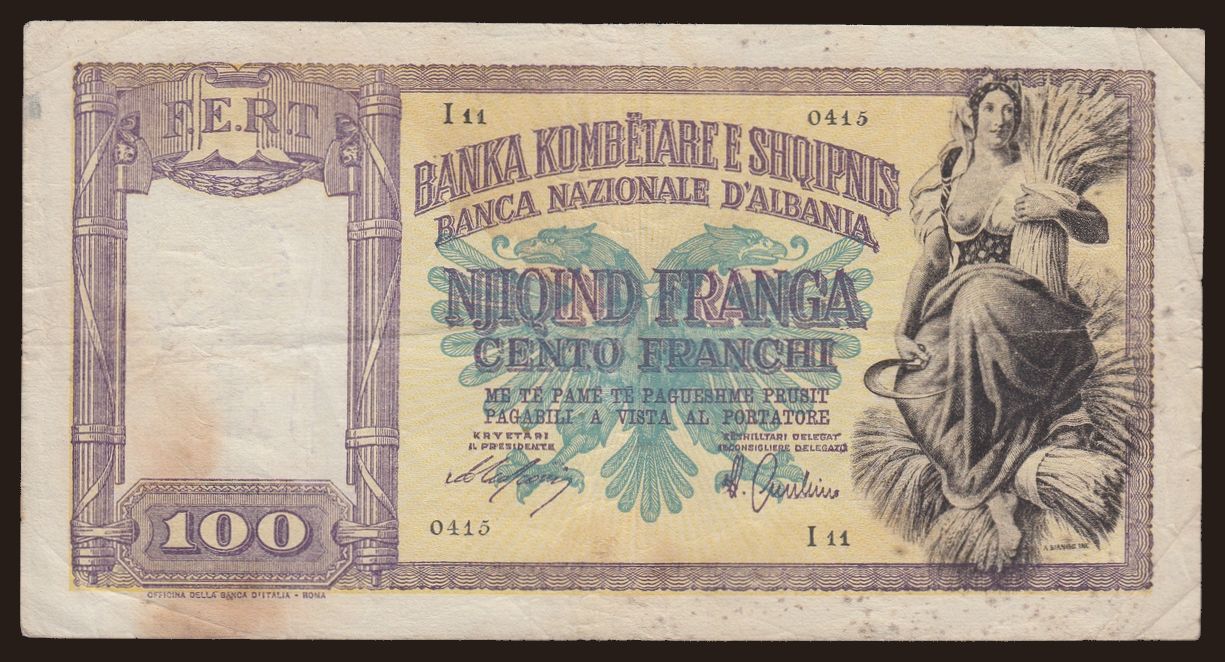 F.E.R.T
I 11 0415
BANKA KOMBËTARE E SHQIPNIS
BANCA NAZIONALE D'ALBANIA
NJIQIND FRANGA
CENTO FRANCHI
ME TË PAME TË PAGUESHME PRUSIT
PAGABILI A VISTA AL PORTATORE
KRYETARI
IL PRESIDENTE
KËSHILLTARI DELEGAT
IL CONSIGLIERE DELEGATO
0415 I 11
100
OFFICINA DELLA BANCA D'ITALIA - ROMA